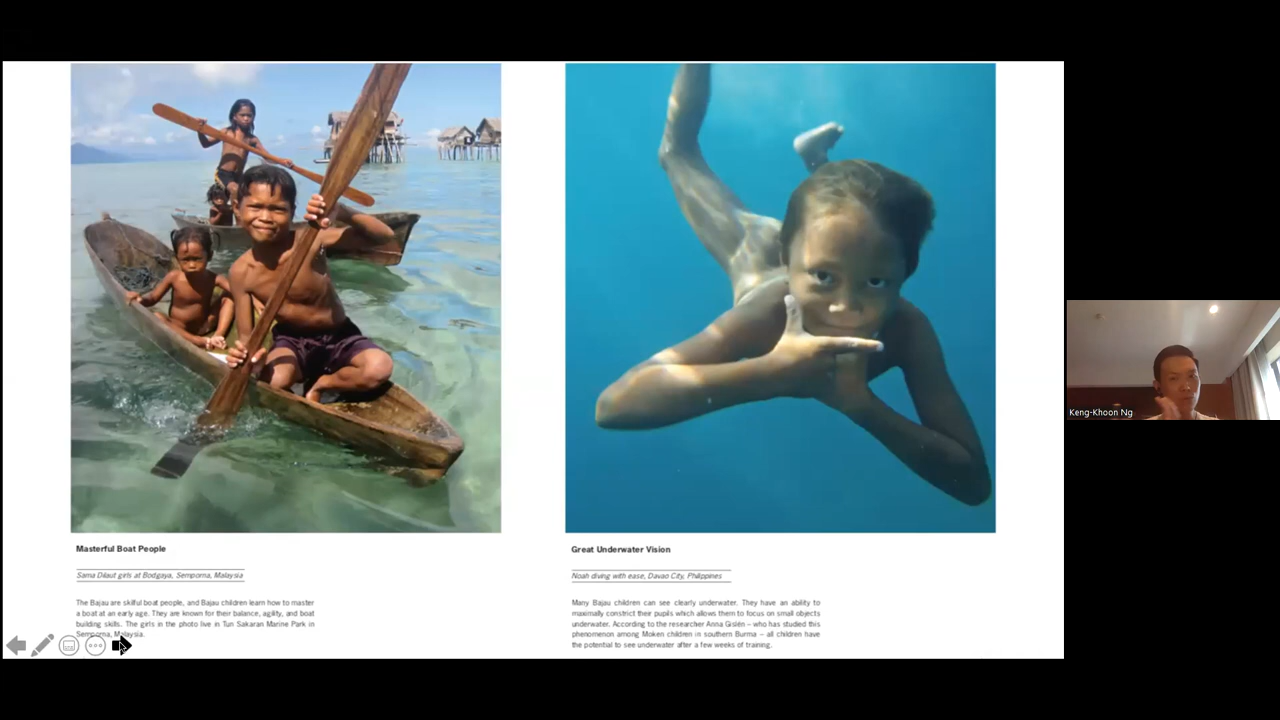 Masterful Boat People
Sama Dilaut girls at Bodgaya, Semporna, Malaysia
The Bajau are skilful boat people, and Bajau children learn how to master
a boat at an early age. They are known for their balance, agility, and boat
building skills. The girls in the photo live in Tun Sakaran Marine Park in
Semporna, Malaysia.
Great Underwater Vision
Noah diving with ease, Davao City, Philippines
Many Bajau children can see clearly underwater. They have an ability to
maximally constrict their pupils which allows them to focus on small objects
underwater. According to the researcher Anna Gislén – who has studied this
phenomenon among Moken children in southern Burma – all children have
the potential to see underwater after a few weeks of training.
Keng-Khoon Ng